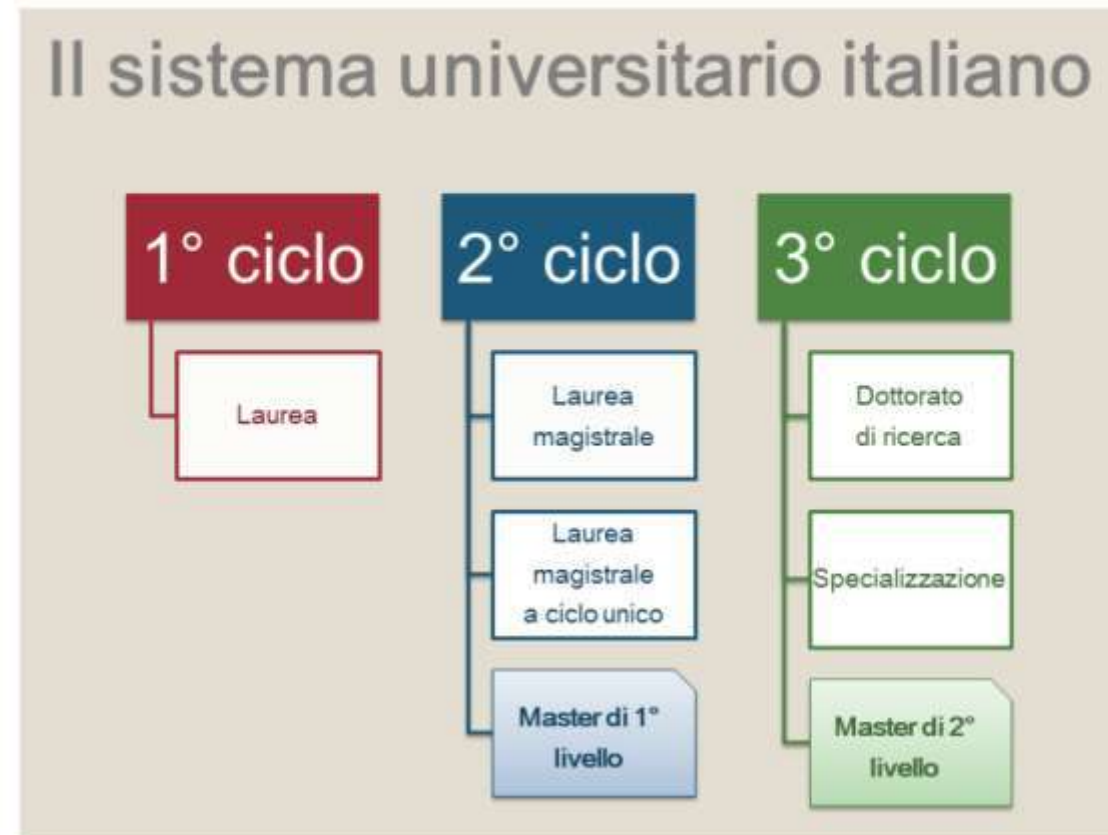 Il sistema universitario italiano
1° ciclo
Laurea
2° ciclo
Laurea
magistrale
Laurea
magistrale
a ciclo unico
Master di 1°
livello
3° ciclo
Dottorato
di ricerca
Specializzazione
Master di 2°
livello